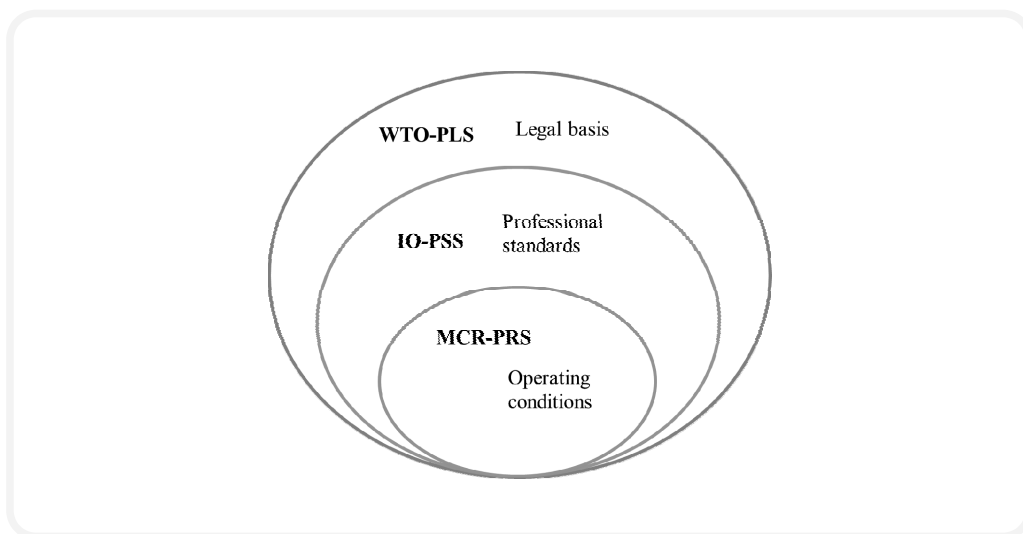 WTO-PLS Legal basis
IO-PSS Professional
standards
MCR-PRS
Operating
conditions